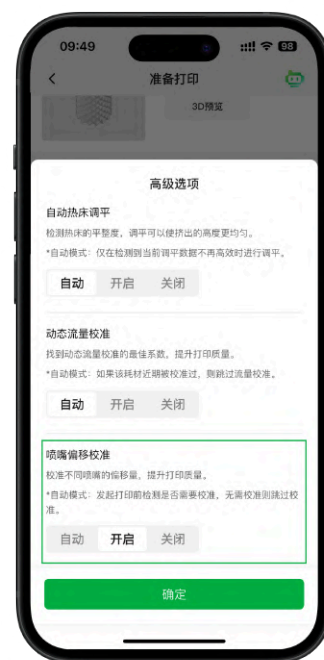 09:49
98
准备打印
3D预览
高级选项
自动热床调平
检测热床的平整度，调平可以使挤出的高度更均匀。
*自动模式：仅在检测到当前调平数据不再高效时进行调平。
自动 开启 关闭
动态流量校准
找到动态流量校准的最佳系数，提升打印质量。
*自动模式：如果该耗材近期被校准过，则跳过流量校准。
自动 开启 关闭
喷嘴偏移校准
校准不同喷嘴的偏移量，提升打印质量。
*自动模式：发起打印前检测是否需要校准，无需校准则跳过校
准。
自动 开启 关闭
确定